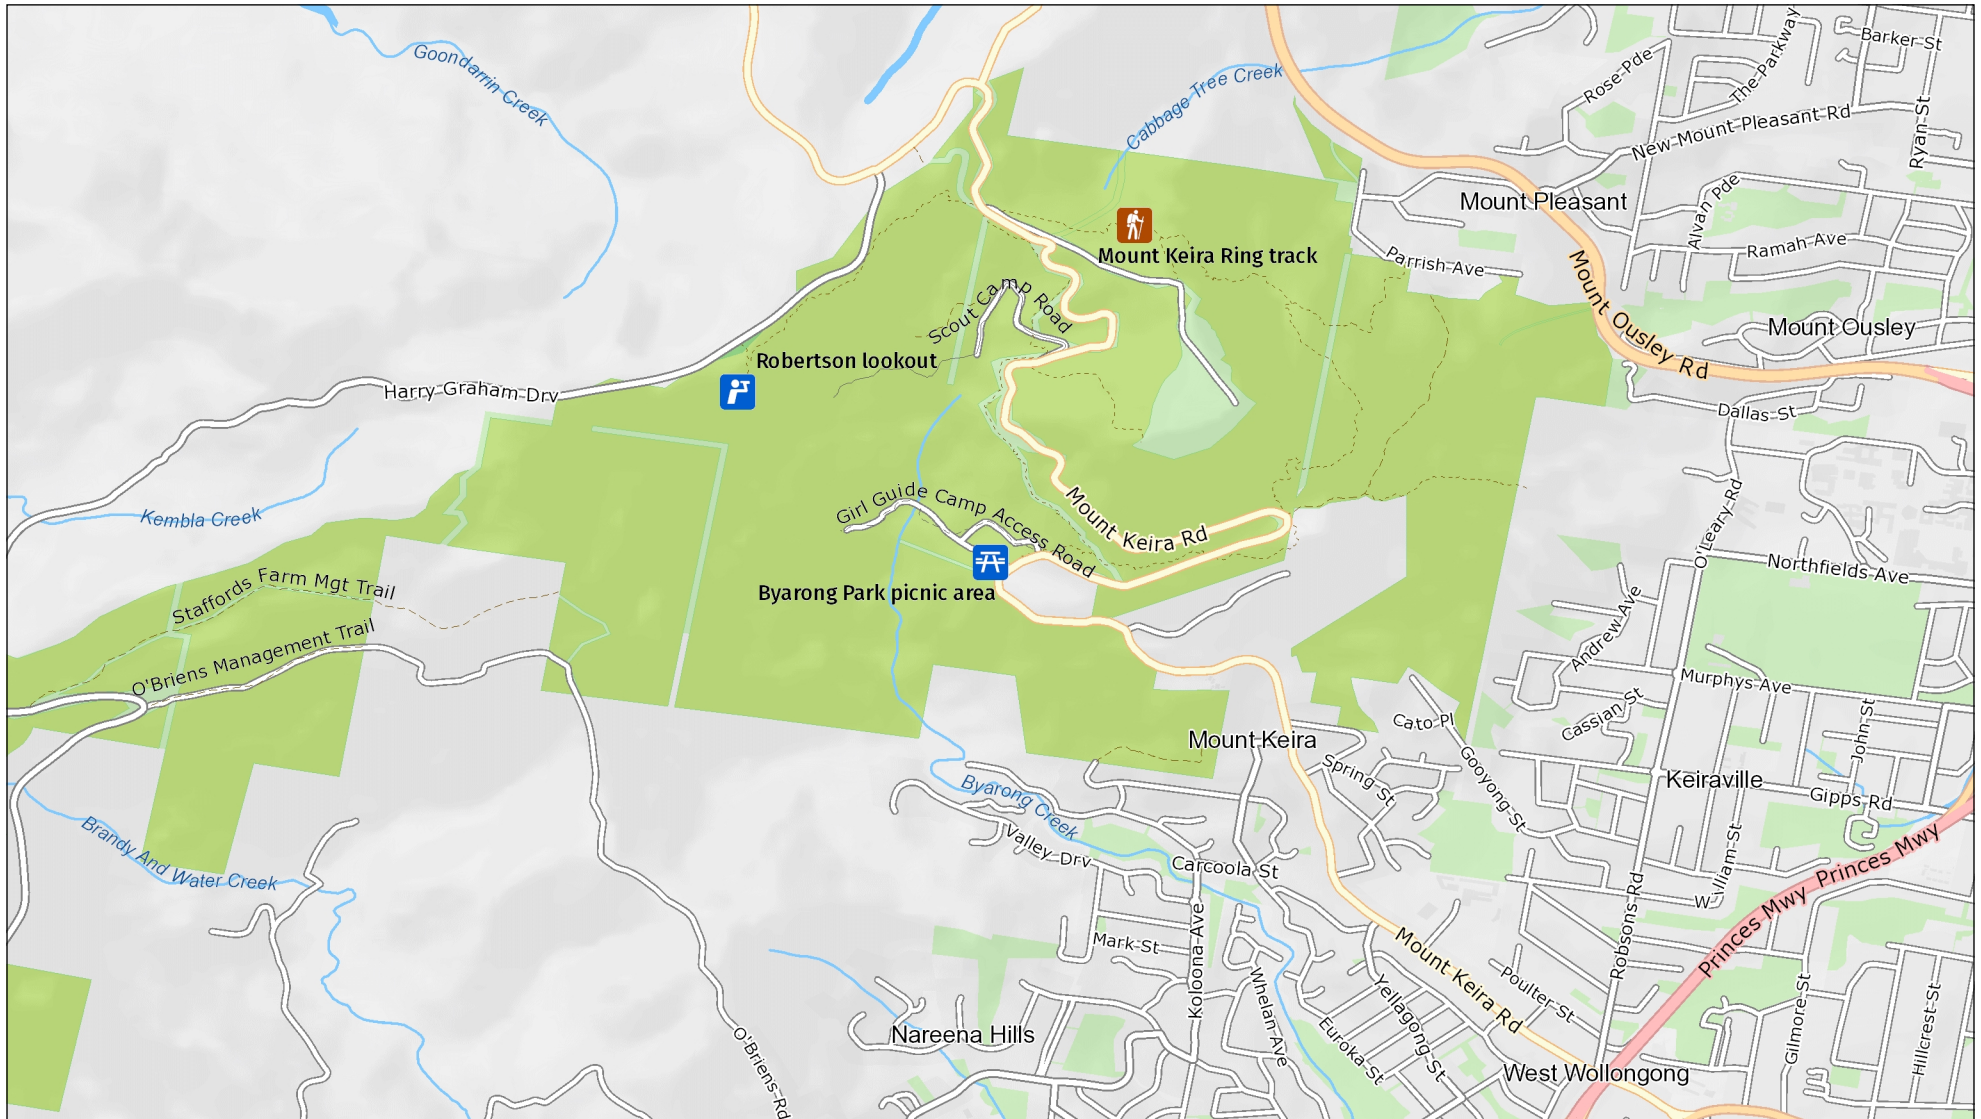 Goondarrin Creek
Cabbage Tree Creek
Barker St
Rose Pde
The Parkway
New Mount Pleasant Rd
Ryan St
Mount Pleasant
Alvan Pde
Ramah Ave
Parrish Ave
Mount Keira Ring track
Mount Ousley Rd
Mount Ousley
Scout Camp Road
Robertson lookout
Harry Graham Drv
Dallas St
Kembla Creek
Girl Guide Camp Access Road
Mount Keira Rd
O'Leary Rd
Northfields Ave
Byarong Park picnic area
Staffords Farm Mgt Trail
O'Briens Management Trail
Andrew Ave
Murphys Ave
Cassian St
Cato Pl
John St
Mount Keira
Spring St
Gooyong St
Keiraville
Gipps Rd
Byarong Creek
Brandy And Water Creek
Valley Drv
Carcoola St
William St
Princes Mwy
Princes Mwy
Robsons Rd
Mark St
Koloona Ave
Whelan Ave
Mount Keira Rd
Poulter St
Yellagong St
Euroka St
Gilmore St
Hillcrest St
Nareena Hills
O'Briens Rd
West Wollongong